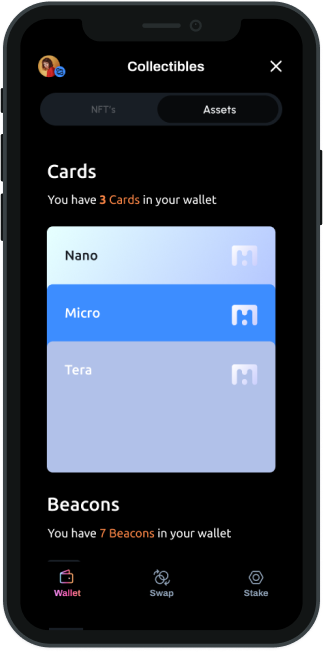 Collectibles
NFT's
Assets
Cards
You have 3 Cards in your wallet
Nano
Micro
Tera
Beacons
You have 7 Beacons in your wallet
Wallet
Swap
Stake